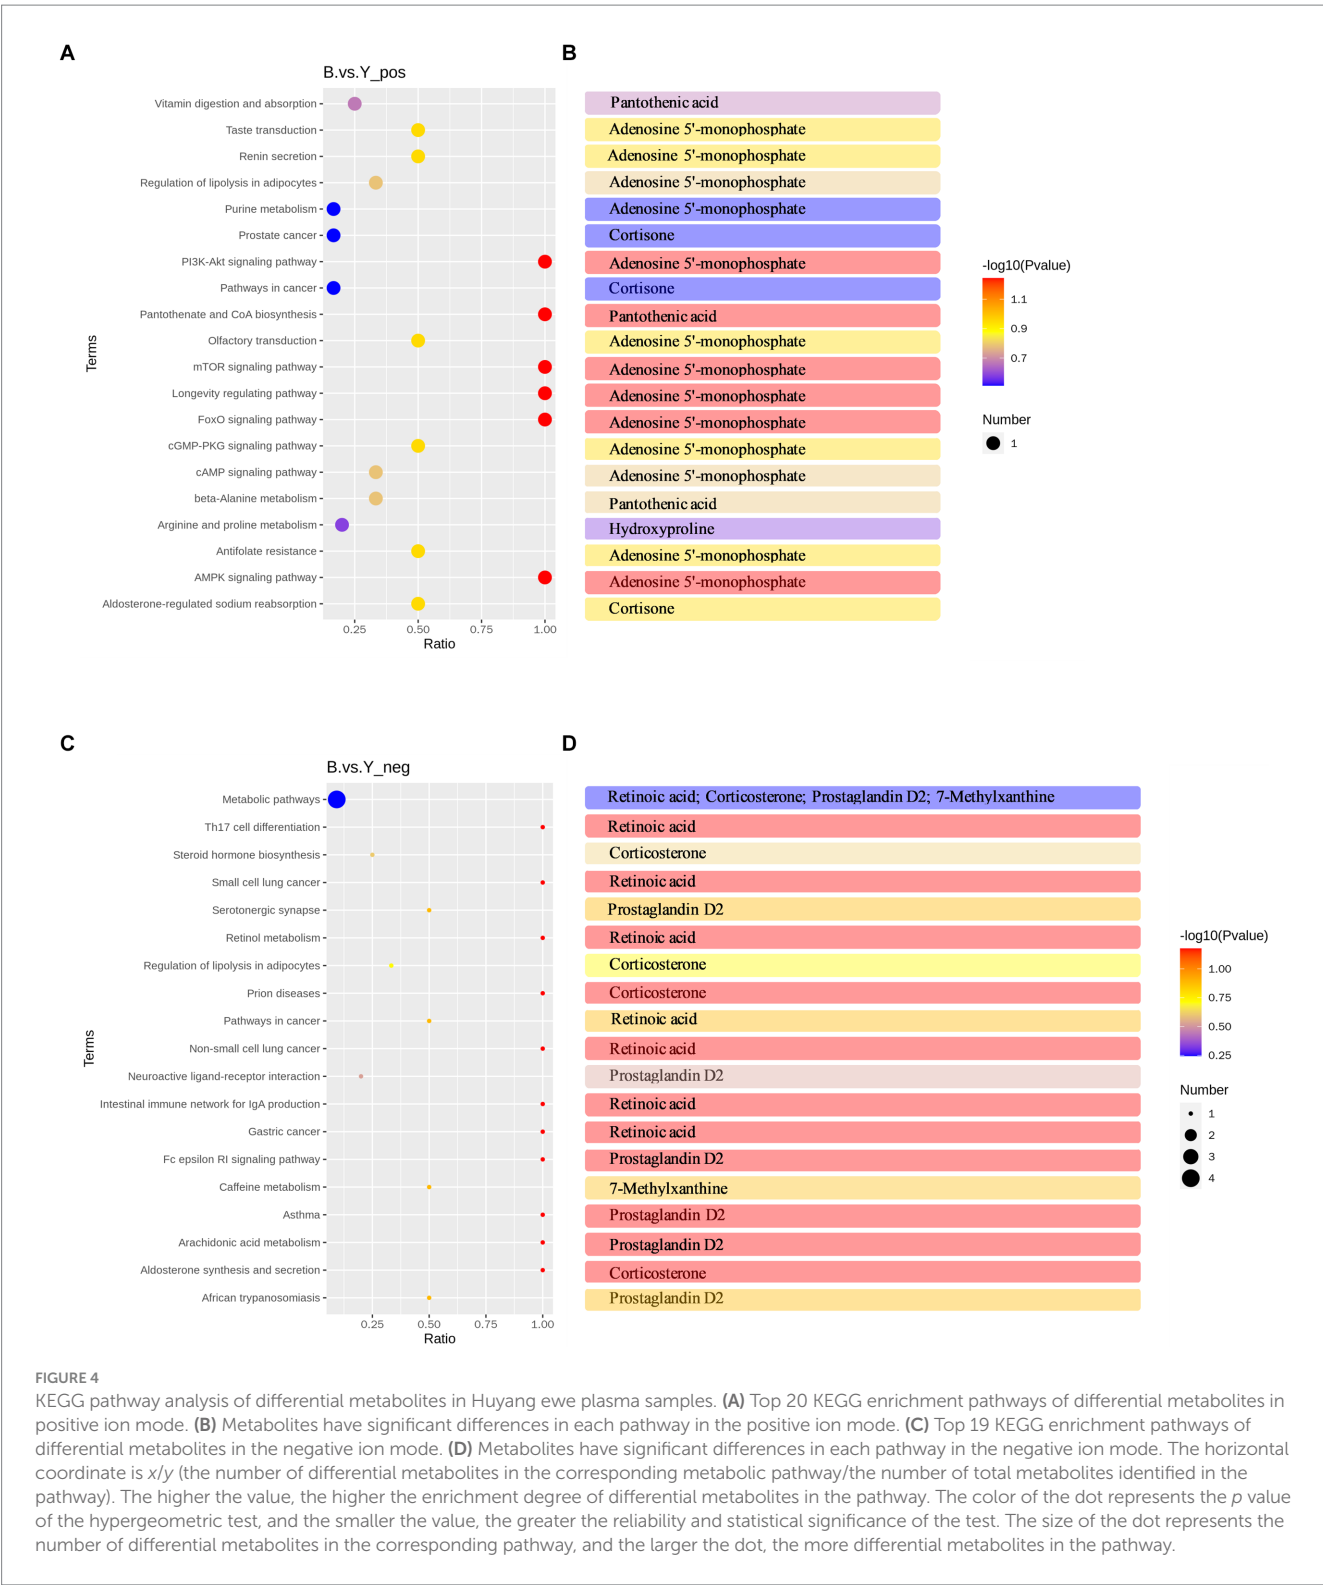 A
B
B.vs.Y_pos
Vitamin digestion and absorption
Taste transduction
Renin secretion
Regulation of lipolysis in adipocytes
Purine metabolism
Prostate cancer
PI3K-Akt signaling pathway
Pathways in cancer
Pantothenate and CoA biosynthesis
Olfactory transduction
mTOR signaling pathway
Longevity regulating pathway
FoxO signaling pathway
cGMP-PKG signaling pathway
cAMP signaling pathway
beta-Alanine metabolism
Arginine and proline metabolism
Antifolate resistance
AMPK signaling pathway
Aldosterone-regulated sodium reabsorption
Terms
0.25 0.50 0.75 1.00
Ratio
Pantothenic acid
Adenosine 5'-monophosphate
Adenosine 5'-monophosphate
Adenosine 5'-monophosphate
Adenosine 5'-monophosphate
Cortisone
Adenosine 5'-monophosphate
Cortisone
Pantothenic acid
Adenosine 5'-monophosphate
Adenosine 5'-monophosphate
Adenosine 5'-monophosphate
Adenosine 5'-monophosphate
Adenosine 5'-monophosphate
Adenosine 5'-monophosphate
Pantothenic acid
Hydroxyproline
Adenosine 5'-monophosphate
Adenosine 5'-monophosphate
Cortisone
-log10(Pvalue)
1.1
0.9
0.7
Number
1
C
D
B.vs.Y_neg
Metabolic pathways
Th17 cell differentiation
Steroid hormone biosynthesis
Small cell lung cancer
Serotonergic synapse
Retinol metabolism
Regulation of lipolysis in adipocytes
Prion diseases
Pathways in cancer
Non-small cell lung cancer
Neuroactive ligand-receptor interaction
Intestinal immune network for IgA production
Gastric cancer
Fc epsilon RI signaling pathway
Caffeine metabolism
Asthma
Arachidonic acid metabolism
Aldosterone synthesis and secretion
African trypanosomiasis
Terms
0.25 0.50 0.75 1.00
Ratio
Retinoic acid; Corticosterone; Prostaglandin D2; 7-Methylxanthine
Retinoic acid
Corticosterone
Retinoic acid
Prostaglandin D2
Retinoic acid
Corticosterone
Corticosterone
Retinoic acid
Retinoic acid
Prostaglandin D2
Retinoic acid
Retinoic acid
Prostaglandin D2
7-Methylxanthine
Prostaglandin D2
Prostaglandin D2
Corticosterone
Prostaglandin D2
-log10(Pvalue)
1.00
0.75
0.50
0.25
Number
1
2
3
4
FIGURE 4
KEGG pathway analysis of differential metabolites in Huyang ewe plasma samples. (A) Top 20 KEGG enrichment pathways of differential metabolites in
positive ion mode. (B) Metabolites have significant differences in each pathway in the positive ion mode. (C) Top 19 KEGG enrichment pathways of
differential metabolites in the negative ion mode. (D) Metabolites have significant differences in each pathway in the negative ion mode. The horizontal
coordinate is x/y (the number of differential metabolites in the corresponding metabolic pathway/the number of total metabolites identified in the
pathway). The higher the value, the higher the enrichment degree of differential metabolites in the pathway. The color of the dot represents the p value
of the hypergeometric test, and the smaller the value, the greater the reliability and statistical significance of the test. The size of the dot represents the
number of differential metabolites in the corresponding pathway, and the larger the dot, the more differential metabolites in the pathway.